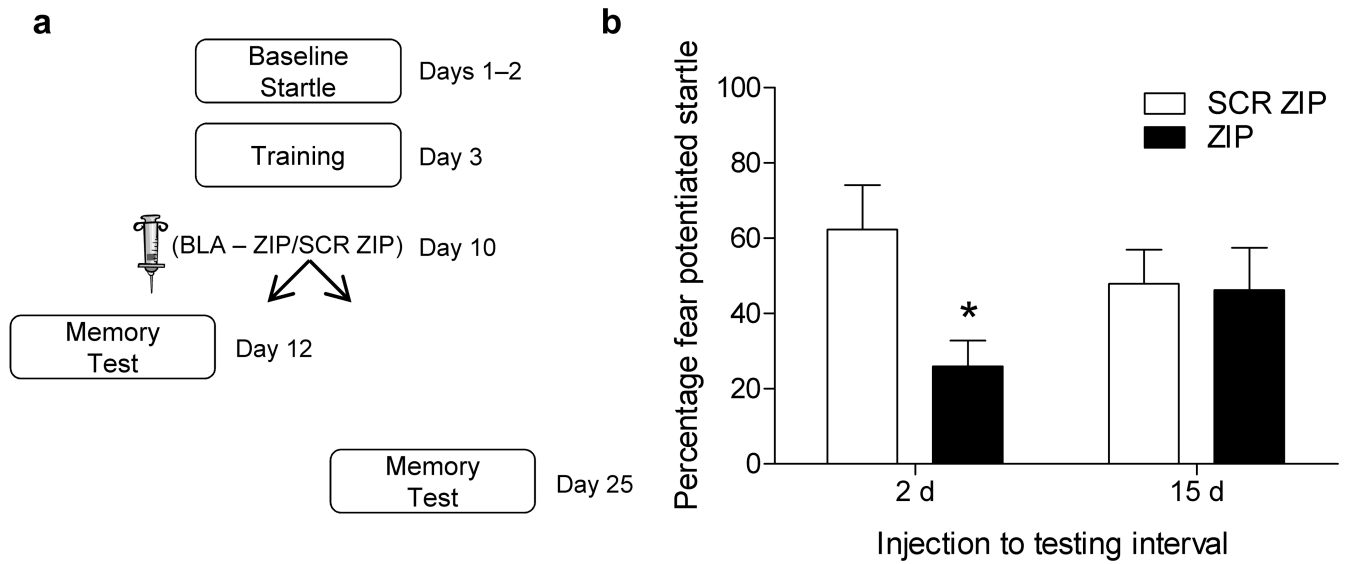 a
Baseline
Startle
Days 1–2
Training
Day 3
(BLA – ZIP/SCR ZIP)
Day 10
Memory
Test
Day 12
Memory
Test
Day 25
b
Percentage fear potentiated startle
100
80
60
40
20
0
SCR ZIP
ZIP
*
2 d
15 d
Injection to testing interval